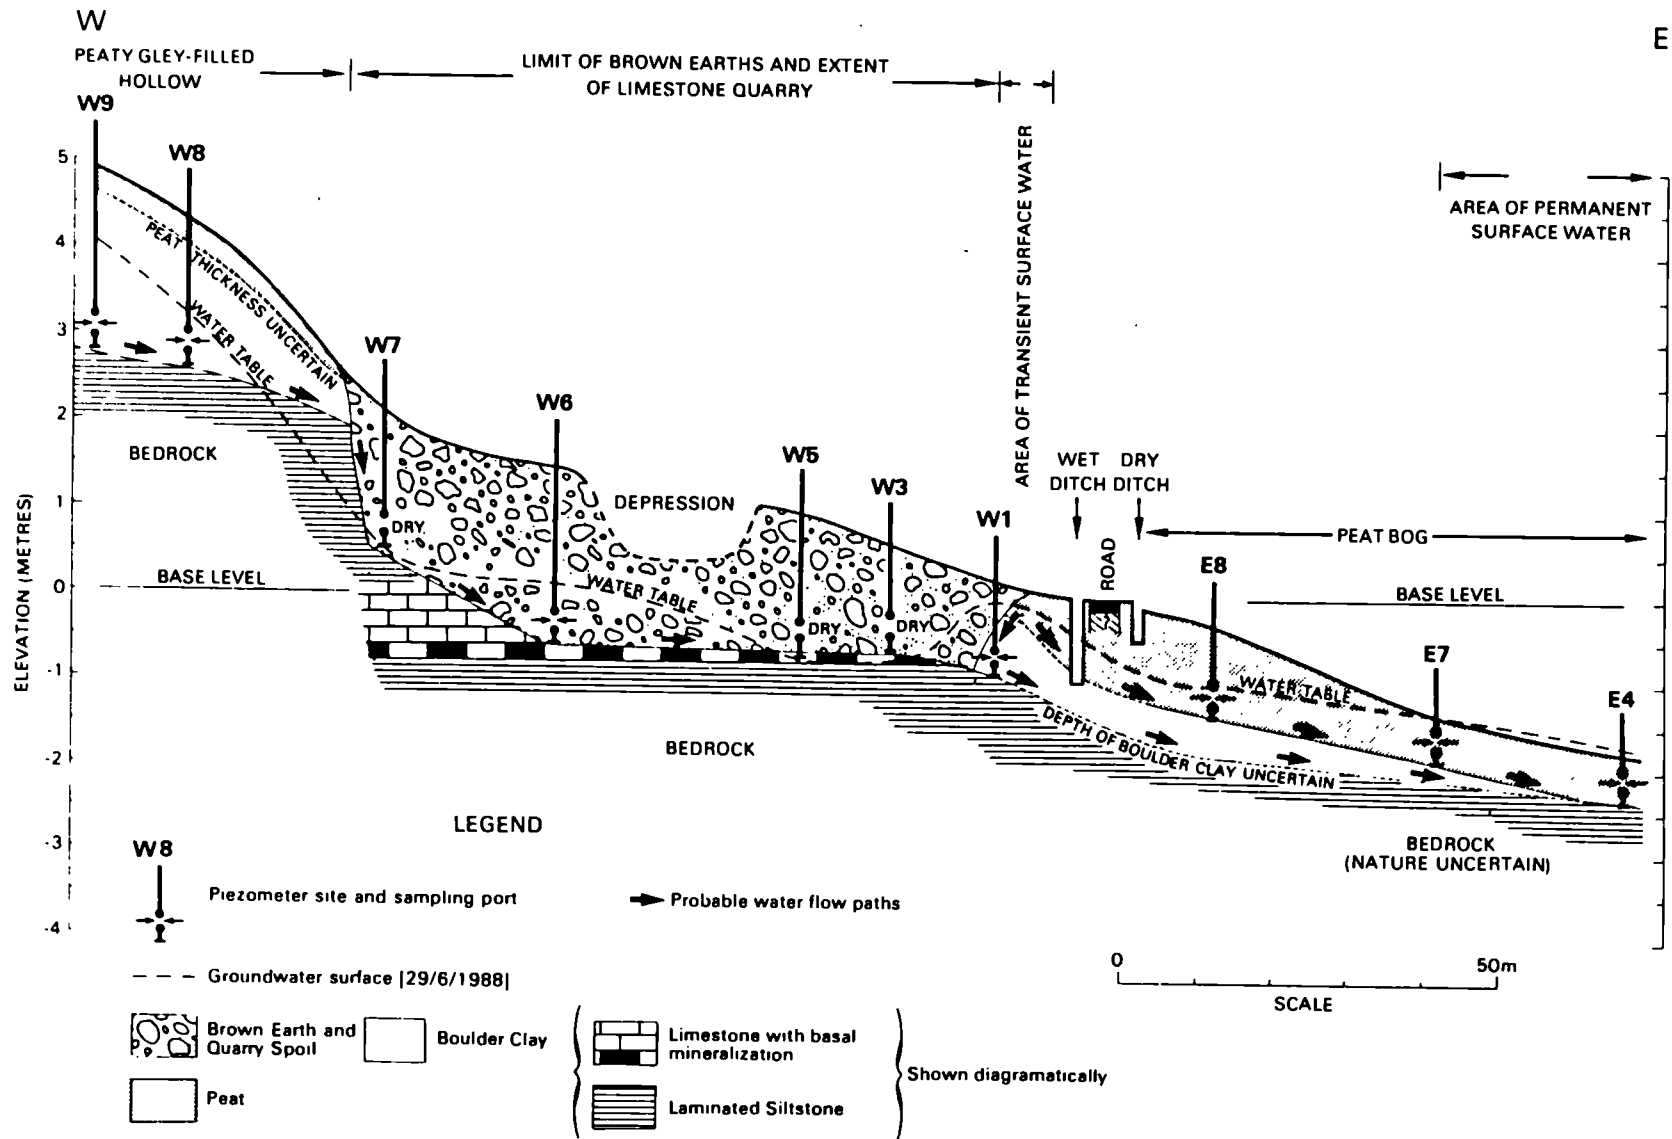 W
E
PEATY GLEY-FILLED
HOLLOW
LIMIT OF BROWN EARTHS AND EXTENT
OF LIMESTONE QUARRY
AREA OF TRANSIENT SURFACE WATER
AREA OF PERMANENT
SURFACE WATER
W9
W8
W7
W6
W5
W3
W1
E8
E7
E4
ELEVATION (METRES)
5
4
3
2
1
0
-1
-2
-3
-4
PEAT THICKNESS UNCERTAIN
WATER TABLE
BEDROCK
BASE LEVEL
DRY
DEPRESSION
WATER TABLE
DRY
DRY
WET
DITCH
DRY
DITCH
ROAD
PEAT BOG
BASE LEVEL
WATER TABLE
DEPTH OF BOULDER CLAY UNCERTAIN
BEDROCK
BEDROCK
(NATURE UNCERTAIN)
LEGEND
W8
Piezometer site and sampling port
Probable water flow paths
Groundwater surface |29/6/1988|
Brown Earth and
Quarry Spoil
Boulder Clay
Peat
Limestone with basal
mineralization
Laminated Siltstone
Shown diagramatically
0
50m
SCALE